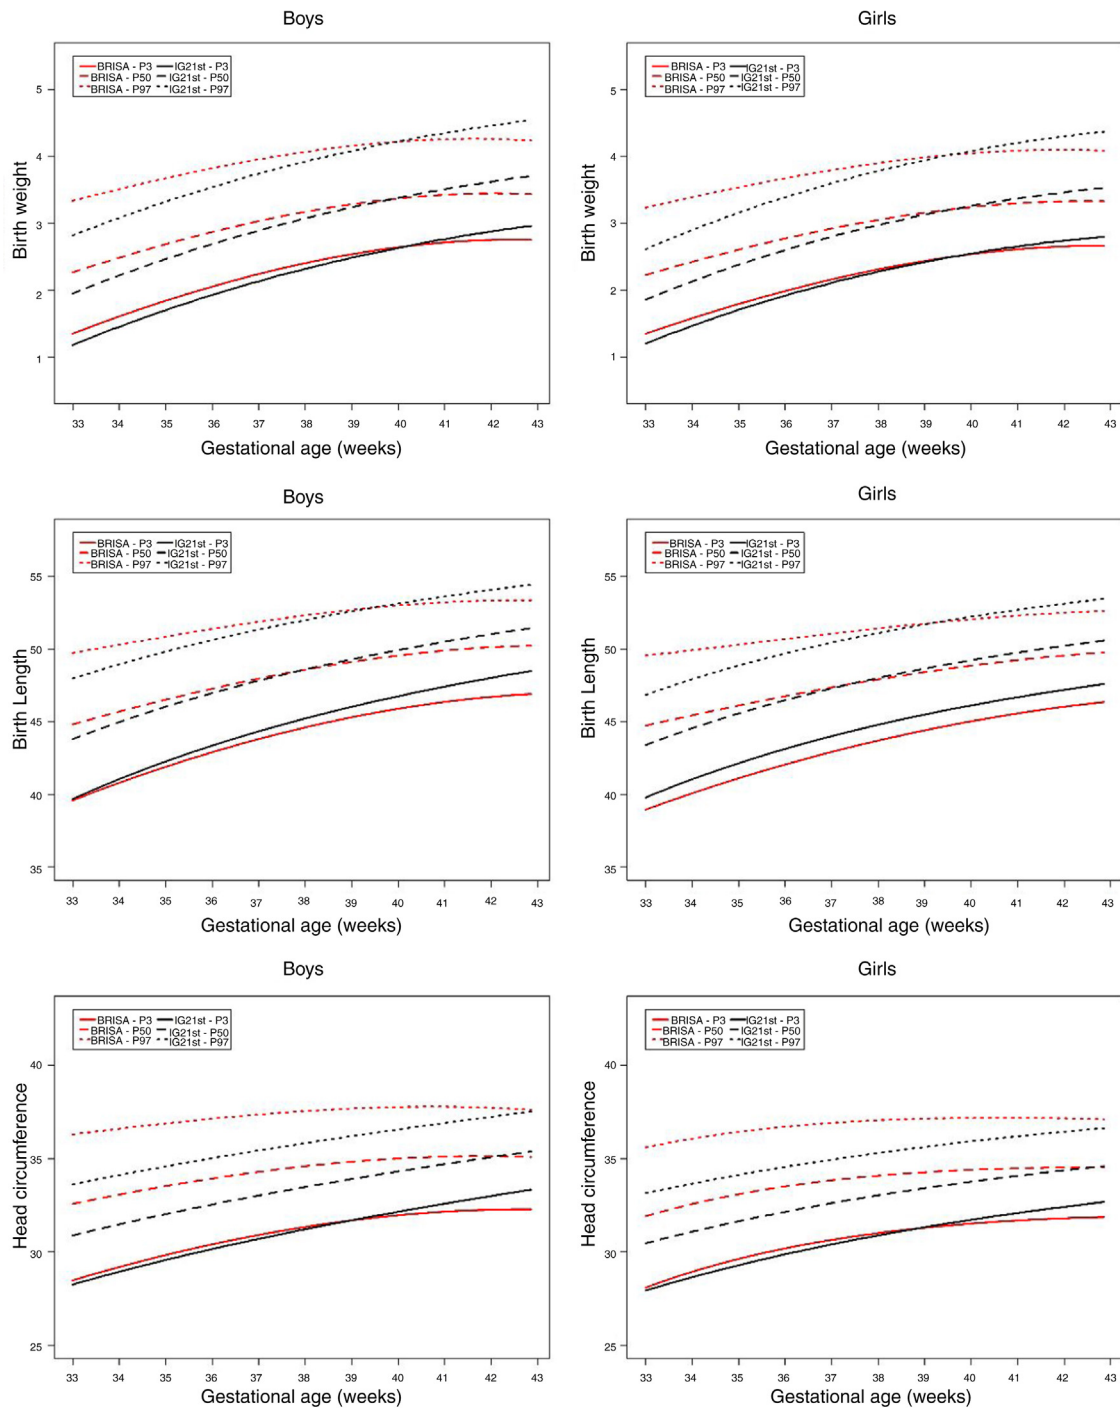 Boys
Girls
BRISA - P3 IG21st - P3
BRISA - P50 IG21st - P50
BRISA - P97 IG21st - P97
BRISA - P3 IG21st - P3
BRISA - P50 IG21st - P50
BRISA - P97 IG21st - P97
Birth weight
5
4
3
2
1
33 34 35 36 37 38 39 40 41 42 43
Gestational age (weeks)
Birth weight
5
4
3
2
1
33 34 35 36 37 38 39 40 41 42 43
Gestational age (weeks)
Boys
Girls
BRISA - P3 IG21st - P3
BRISA - P50 IG21st - P50
BRISA - P97 IG21st - P97
BRISA - P3 IG21st - P3
BRISA - P50 IG21st - P50
BRISA - P97 IG21st - P97
Birth Length
55
50
45
40
35
33 34 35 36 37 38 39 40 41 42 43
Gestational age (weeks)
Birth Length
55
50
45
40
35
33 34 35 36 37 38 39 40 41 42 43
Gestational age (weeks)
Boys
Girls
BRISA - P3 IG21st - P3
BRISA - P50 IG21st - P50
BRISA - P97 IG21st - P97
BRISA - P3 IG21st - P3
BRISA - P50 IG21st - P50
BRISA - P97 IG21st - P97
Head circumference
40
35
30
25
33 34 35 36 37 38 39 40 41 42 43
Gestational age (weeks)
Head circumference
40
35
30
25
33 34 35 36 37 38 39 40 41 42 43
Gestational age (weeks)